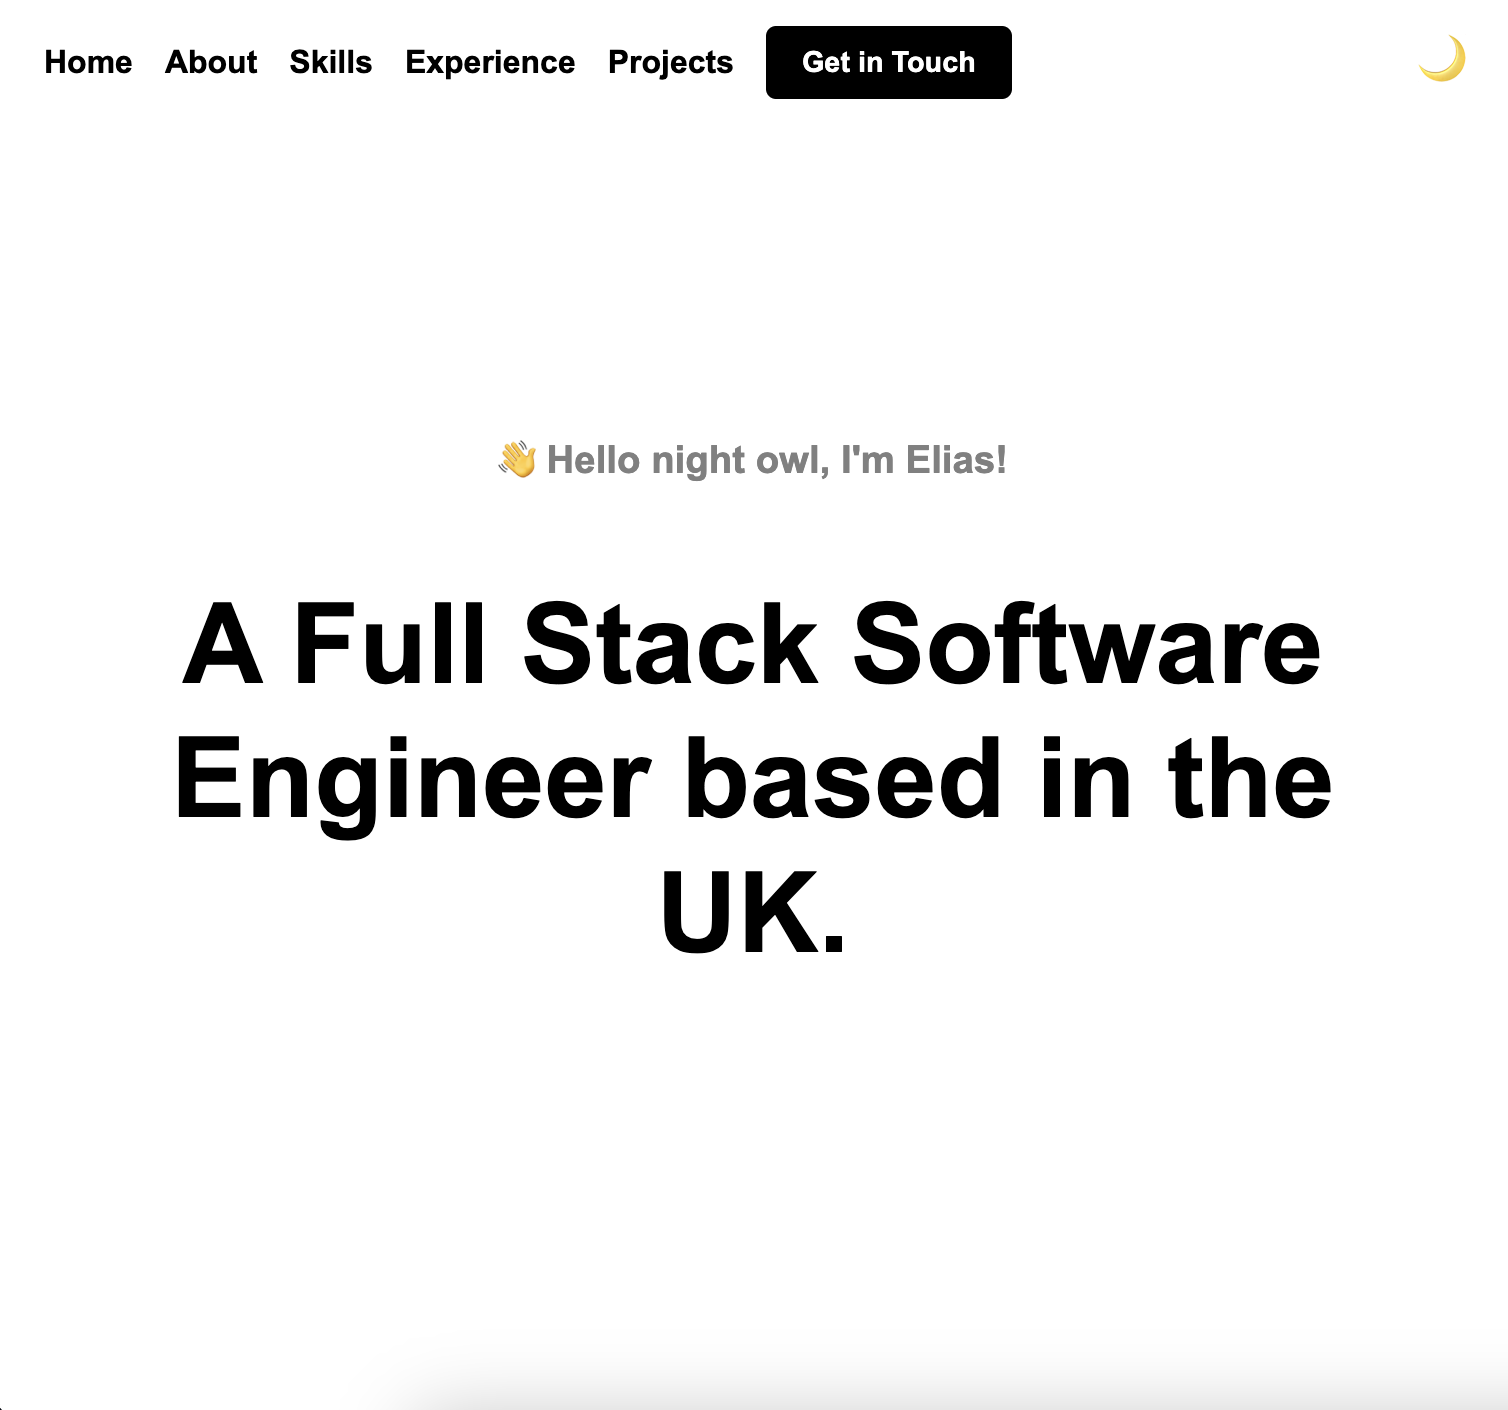 Home About Skills Experience Projects Get in Touch
Hello night owl, I'm Elias!
A Full Stack Software
Engineer based in the
UK.